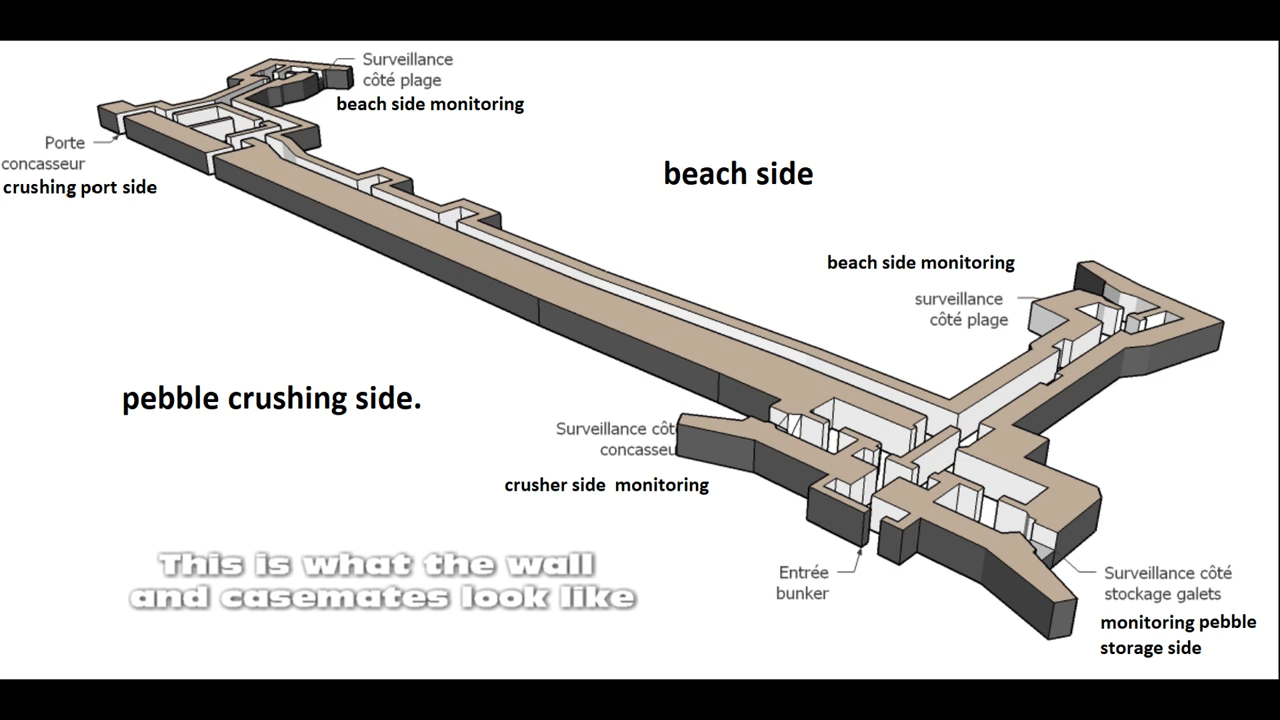 Surveillance
côté plage
beach side monitoring
Porte
concasseur
crushing port side
beach side
beach side monitoring
surveillance
côté plage
pebble crushing side.
Surveillance côt
concasseu
crusher side monitoring
This is what the wall
and casemates look like
Entrée
bunker
Surveillance côté
stockage galets
monitoring pebble
storage side